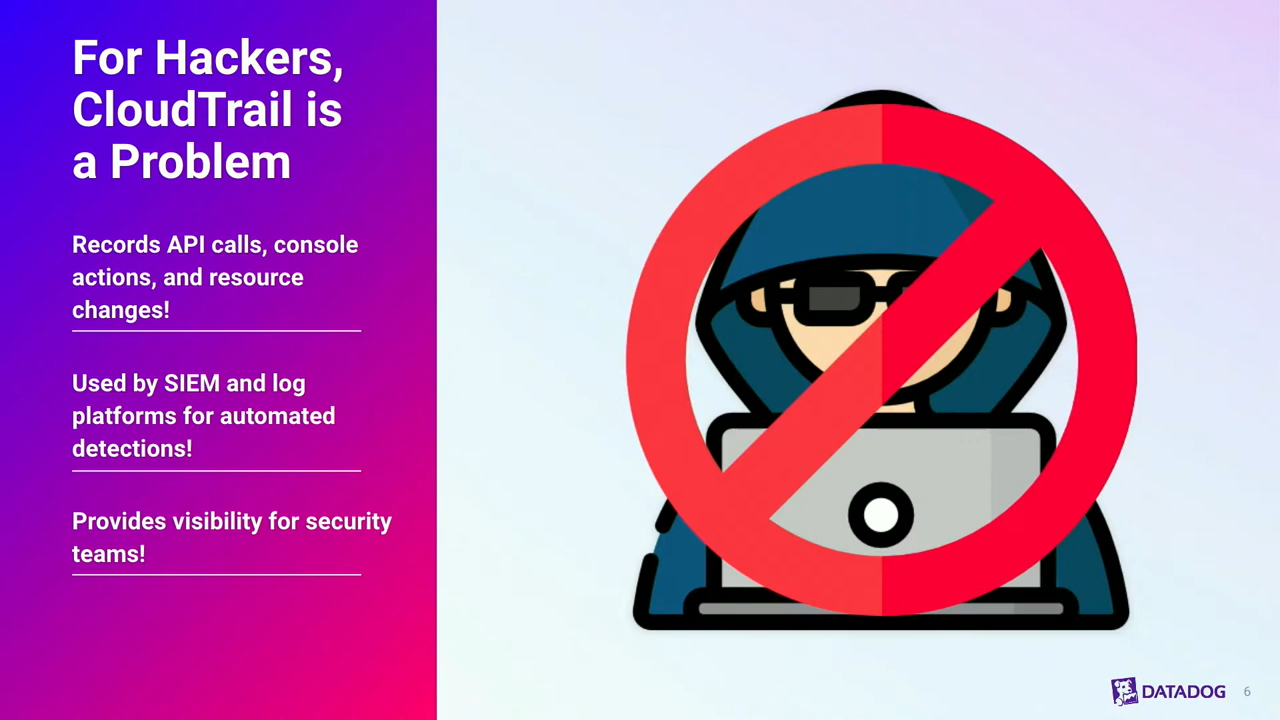 For Hackers,
CloudTrail is
a Problem
Records API calls, console
actions, and resource
changes!
Used by SIEM and log
platforms for automated
detections!
Provides visibility for security
teams!
DATADOG
6